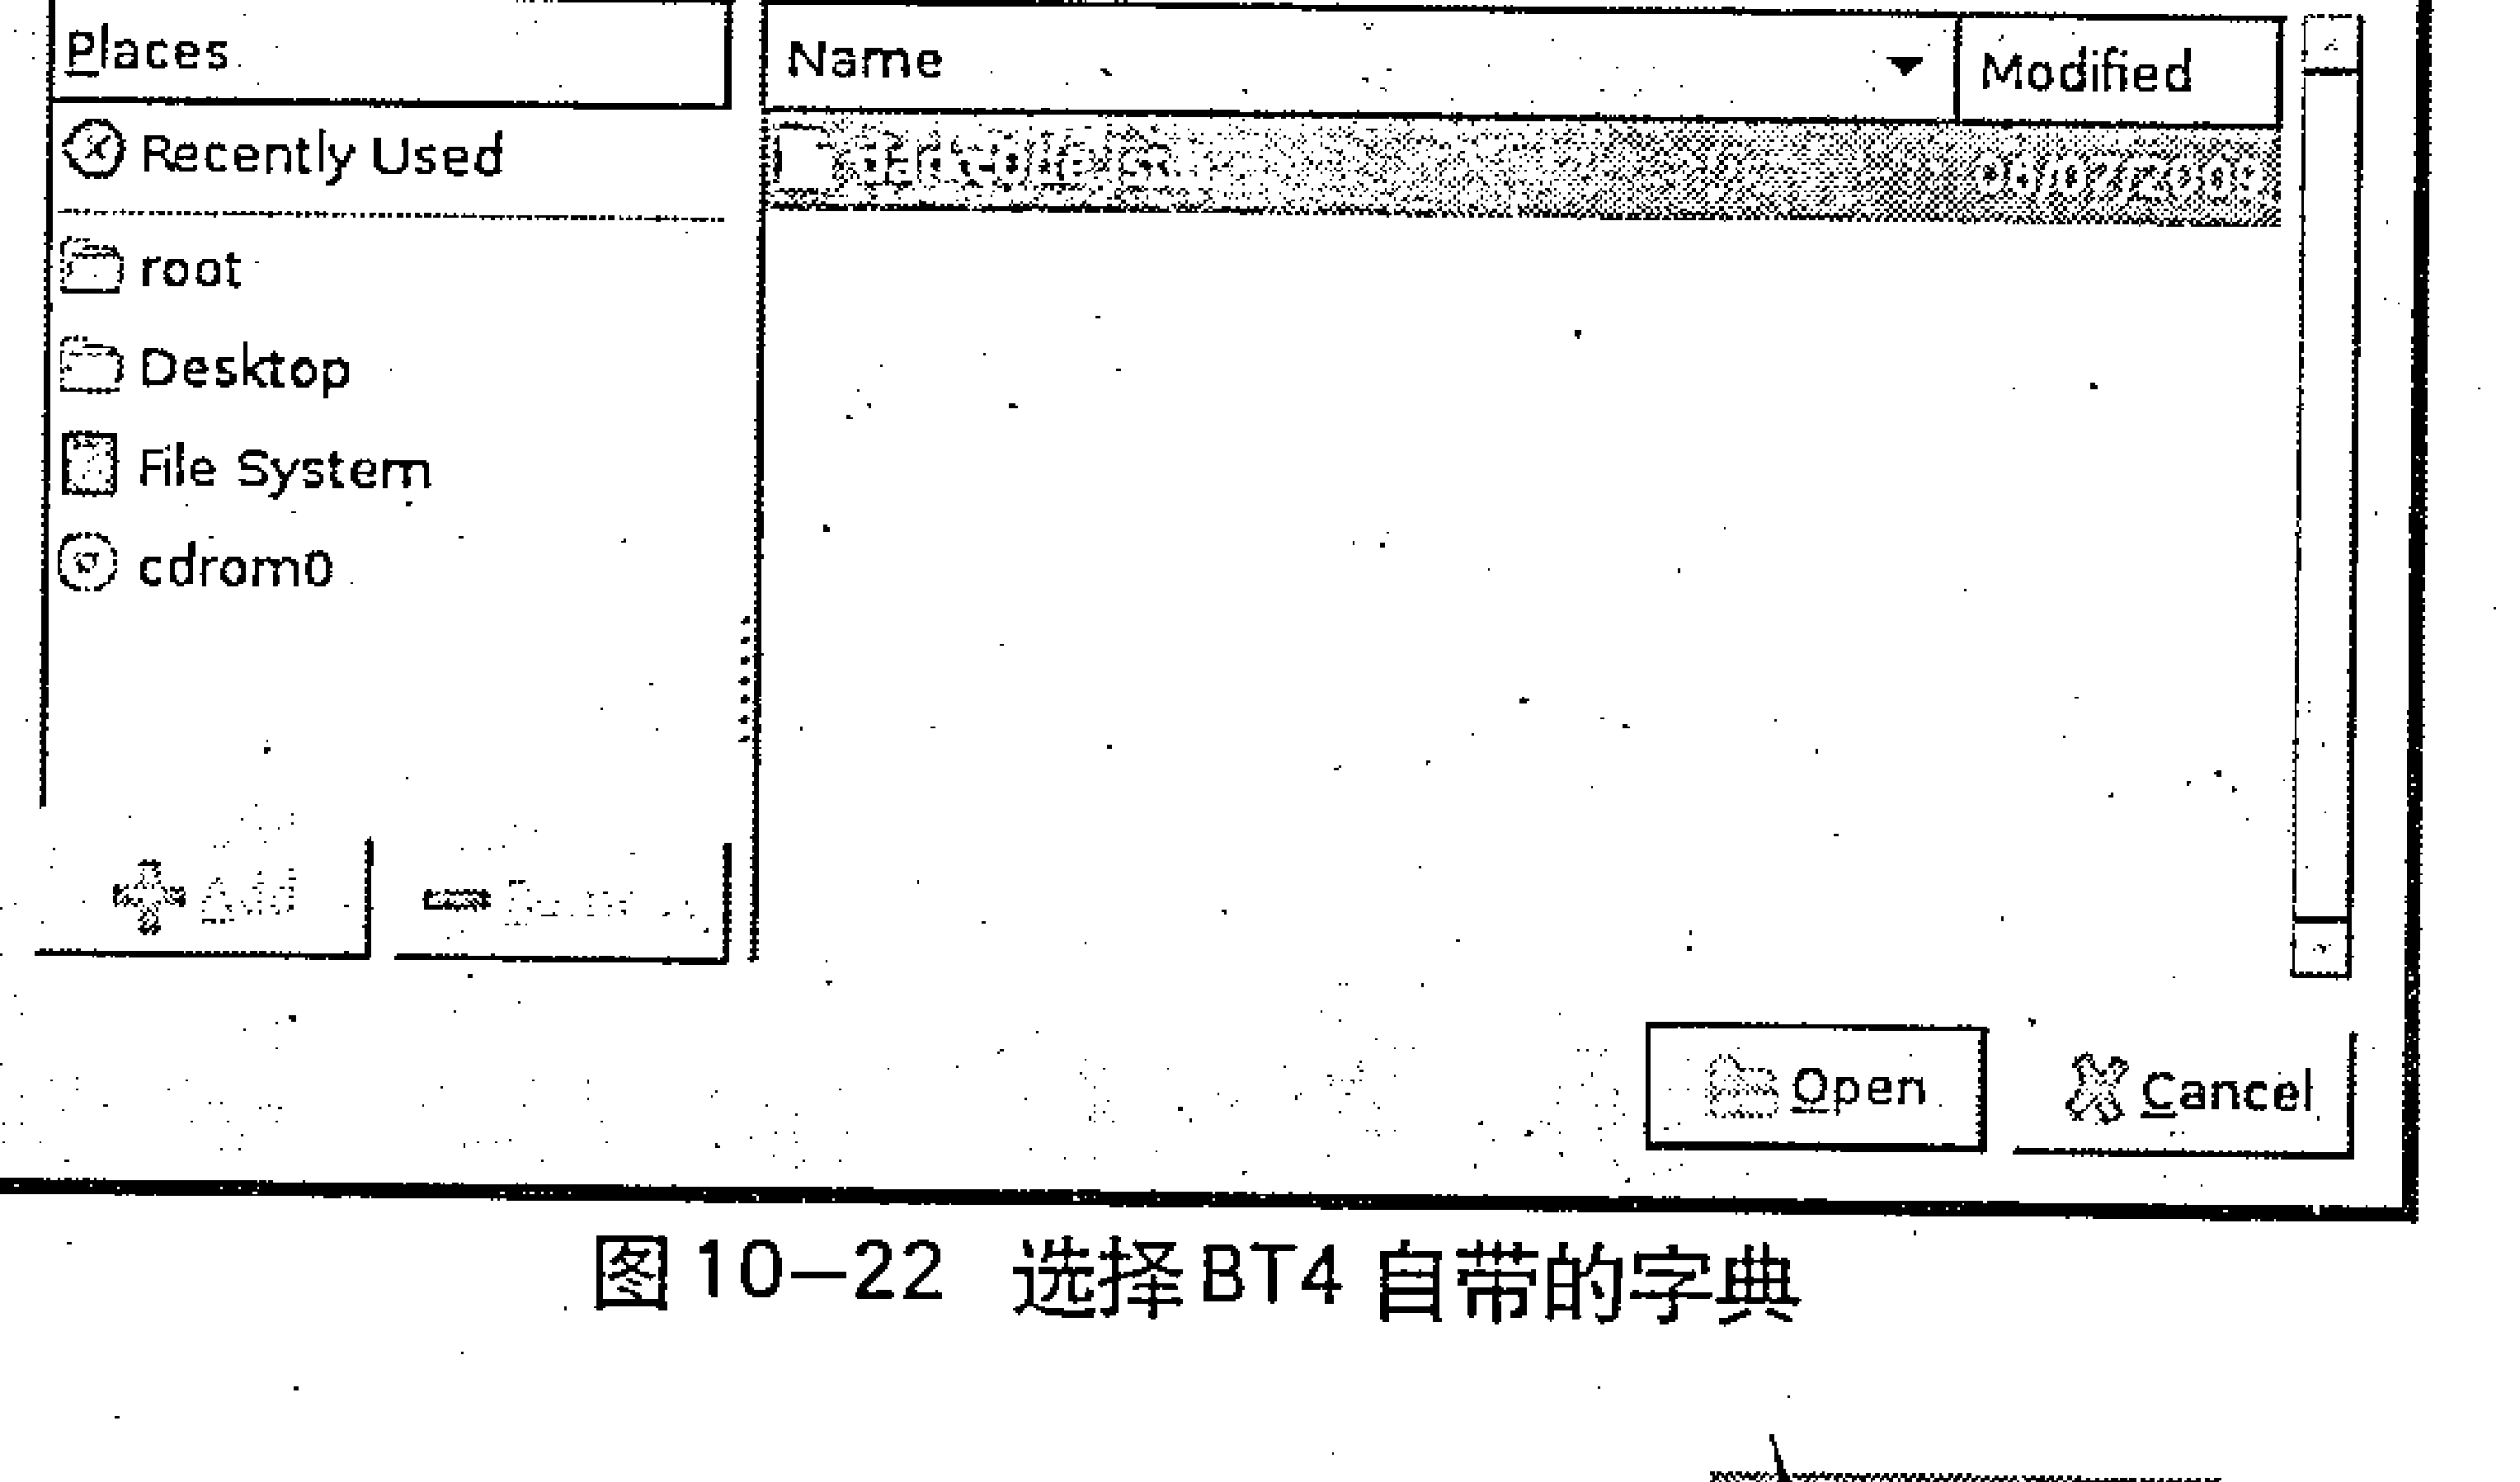 Places
Name
Modified
Recently Used
root
Desktop
File System
cdrom0
Add
Open
Cancel
图 10-22 选择 BT4 自带的字典